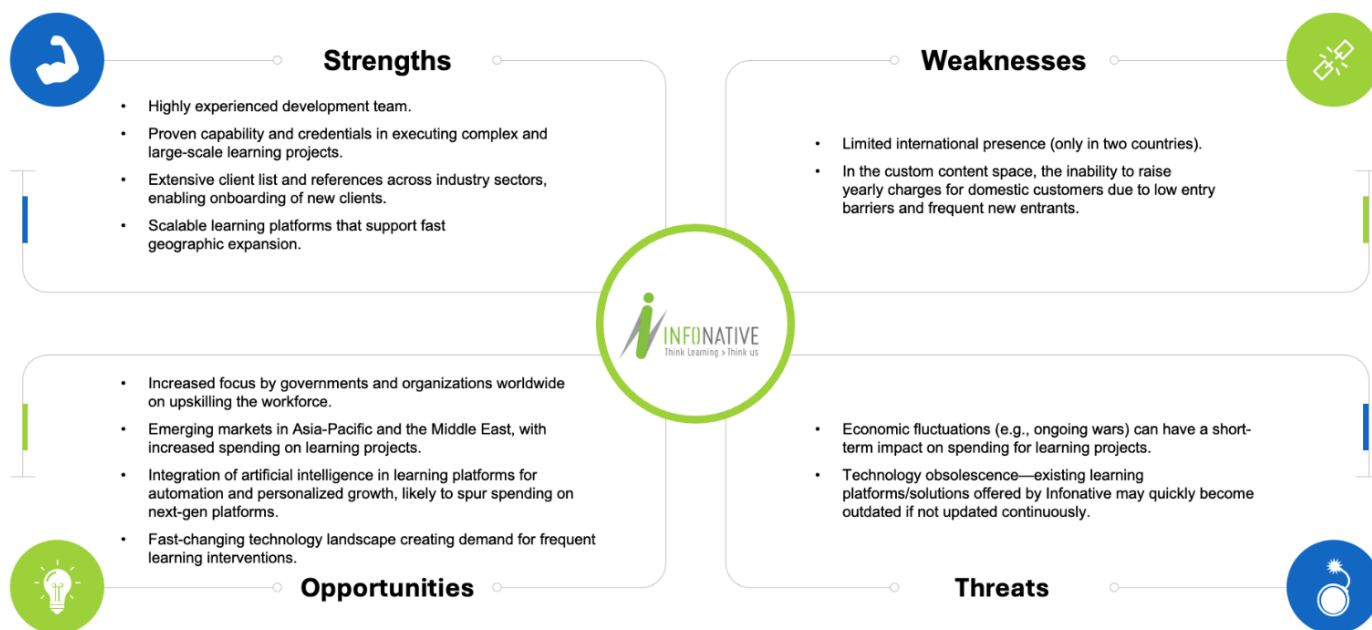 Strengths
• Highly experienced development team.
• Proven capability and credentials in executing complex and
large-scale learning projects.
• Extensive client list and references across industry sectors,
enabling onboarding of new clients.
• Scalable learning platforms that support fast
geographic expansion.
Weaknesses
• Limited international presence (only in two countries).
• In the custom content space, the inability to raise
yearly charges for domestic customers due to low entry
barriers and frequent new entrants.
INFONATIVE
Think Learning > Think us
• Increased focus by governments and organizations worldwide
on upskilling the workforce.
• Emerging markets in Asia-Pacific and the Middle East, with
increased spending on learning projects.
• Integration of artificial intelligence in learning platforms for
automation and personalized growth, likely to spur spending on
next-gen platforms.
• Fast-changing technology landscape creating demand for frequent
learning interventions.
Opportunities
• Economic fluctuations (e.g., ongoing wars) can have a short-
term impact on spending for learning projects.
• Technology obsolescence—existing learning
platforms/solutions offered by Infonative may quickly become
outdated if not updated continuously.
Threats